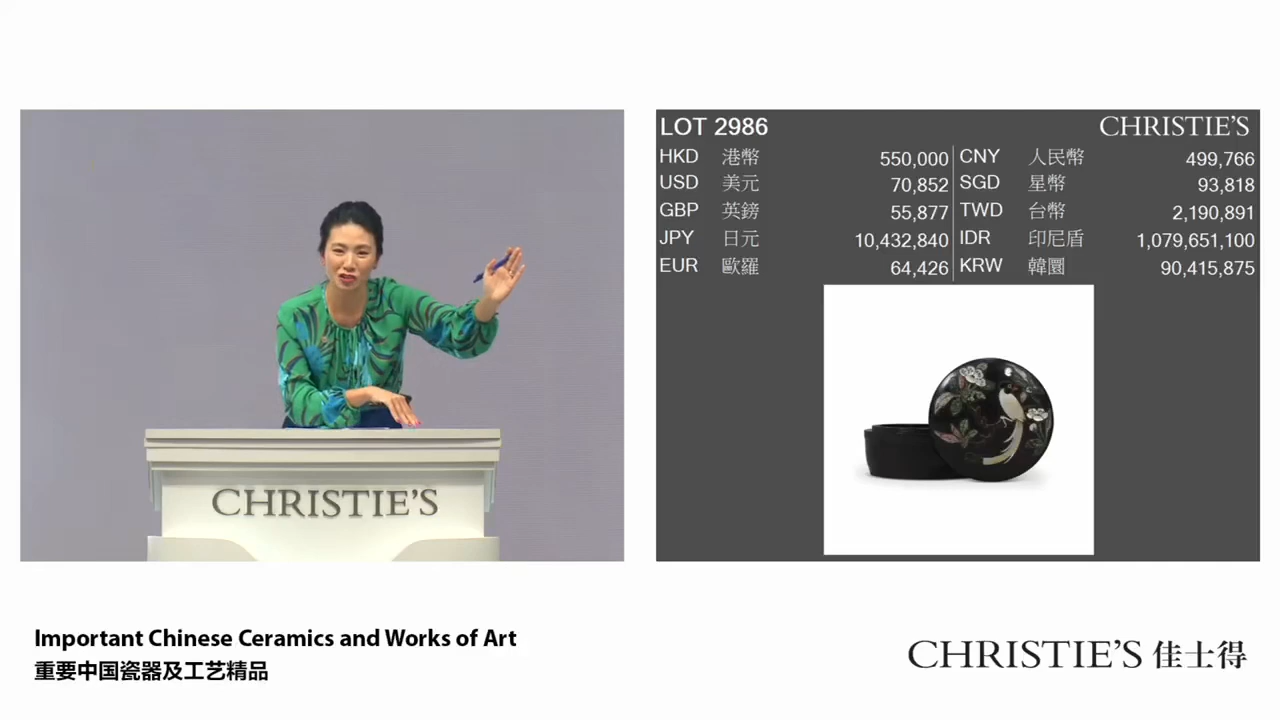 LOT 2986 CHRISTIE'S
HKD 港幣 550,000 CNY 人民幣 499,766
USD 美元 70,852 SGD 星幣 93,818
GBP 英鎊 55,877 TWD 台幣 2,190,891
JPY 日元 10,432,840 IDR 印尼盾 1,079,651,100
EUR 歐羅 64,426 KRW 韓圜 90,415,875
CHRISTIE'S
Important Chinese Ceramics and Works of Art
重要中国瓷器及工艺精品
CHRISTIE'S 佳士得